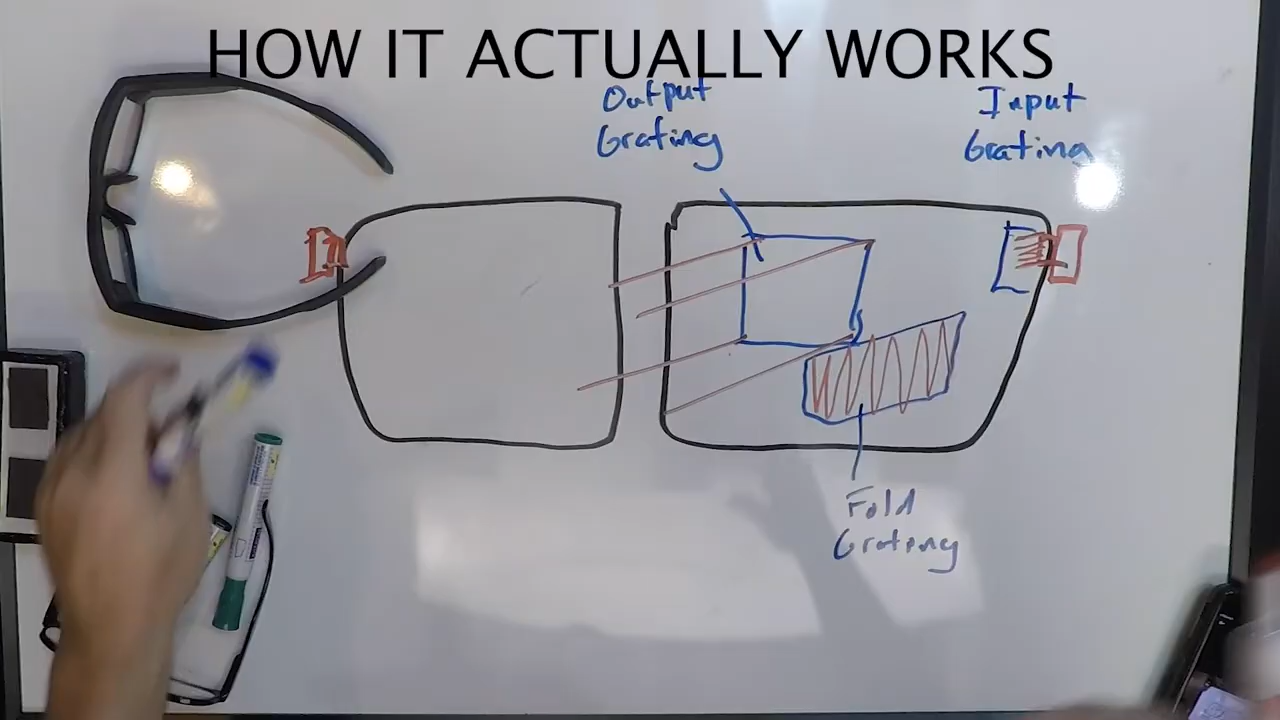 HOW IT ACTUALLY WORKS
Output
Grating
Input
Grating
Fold
Grating